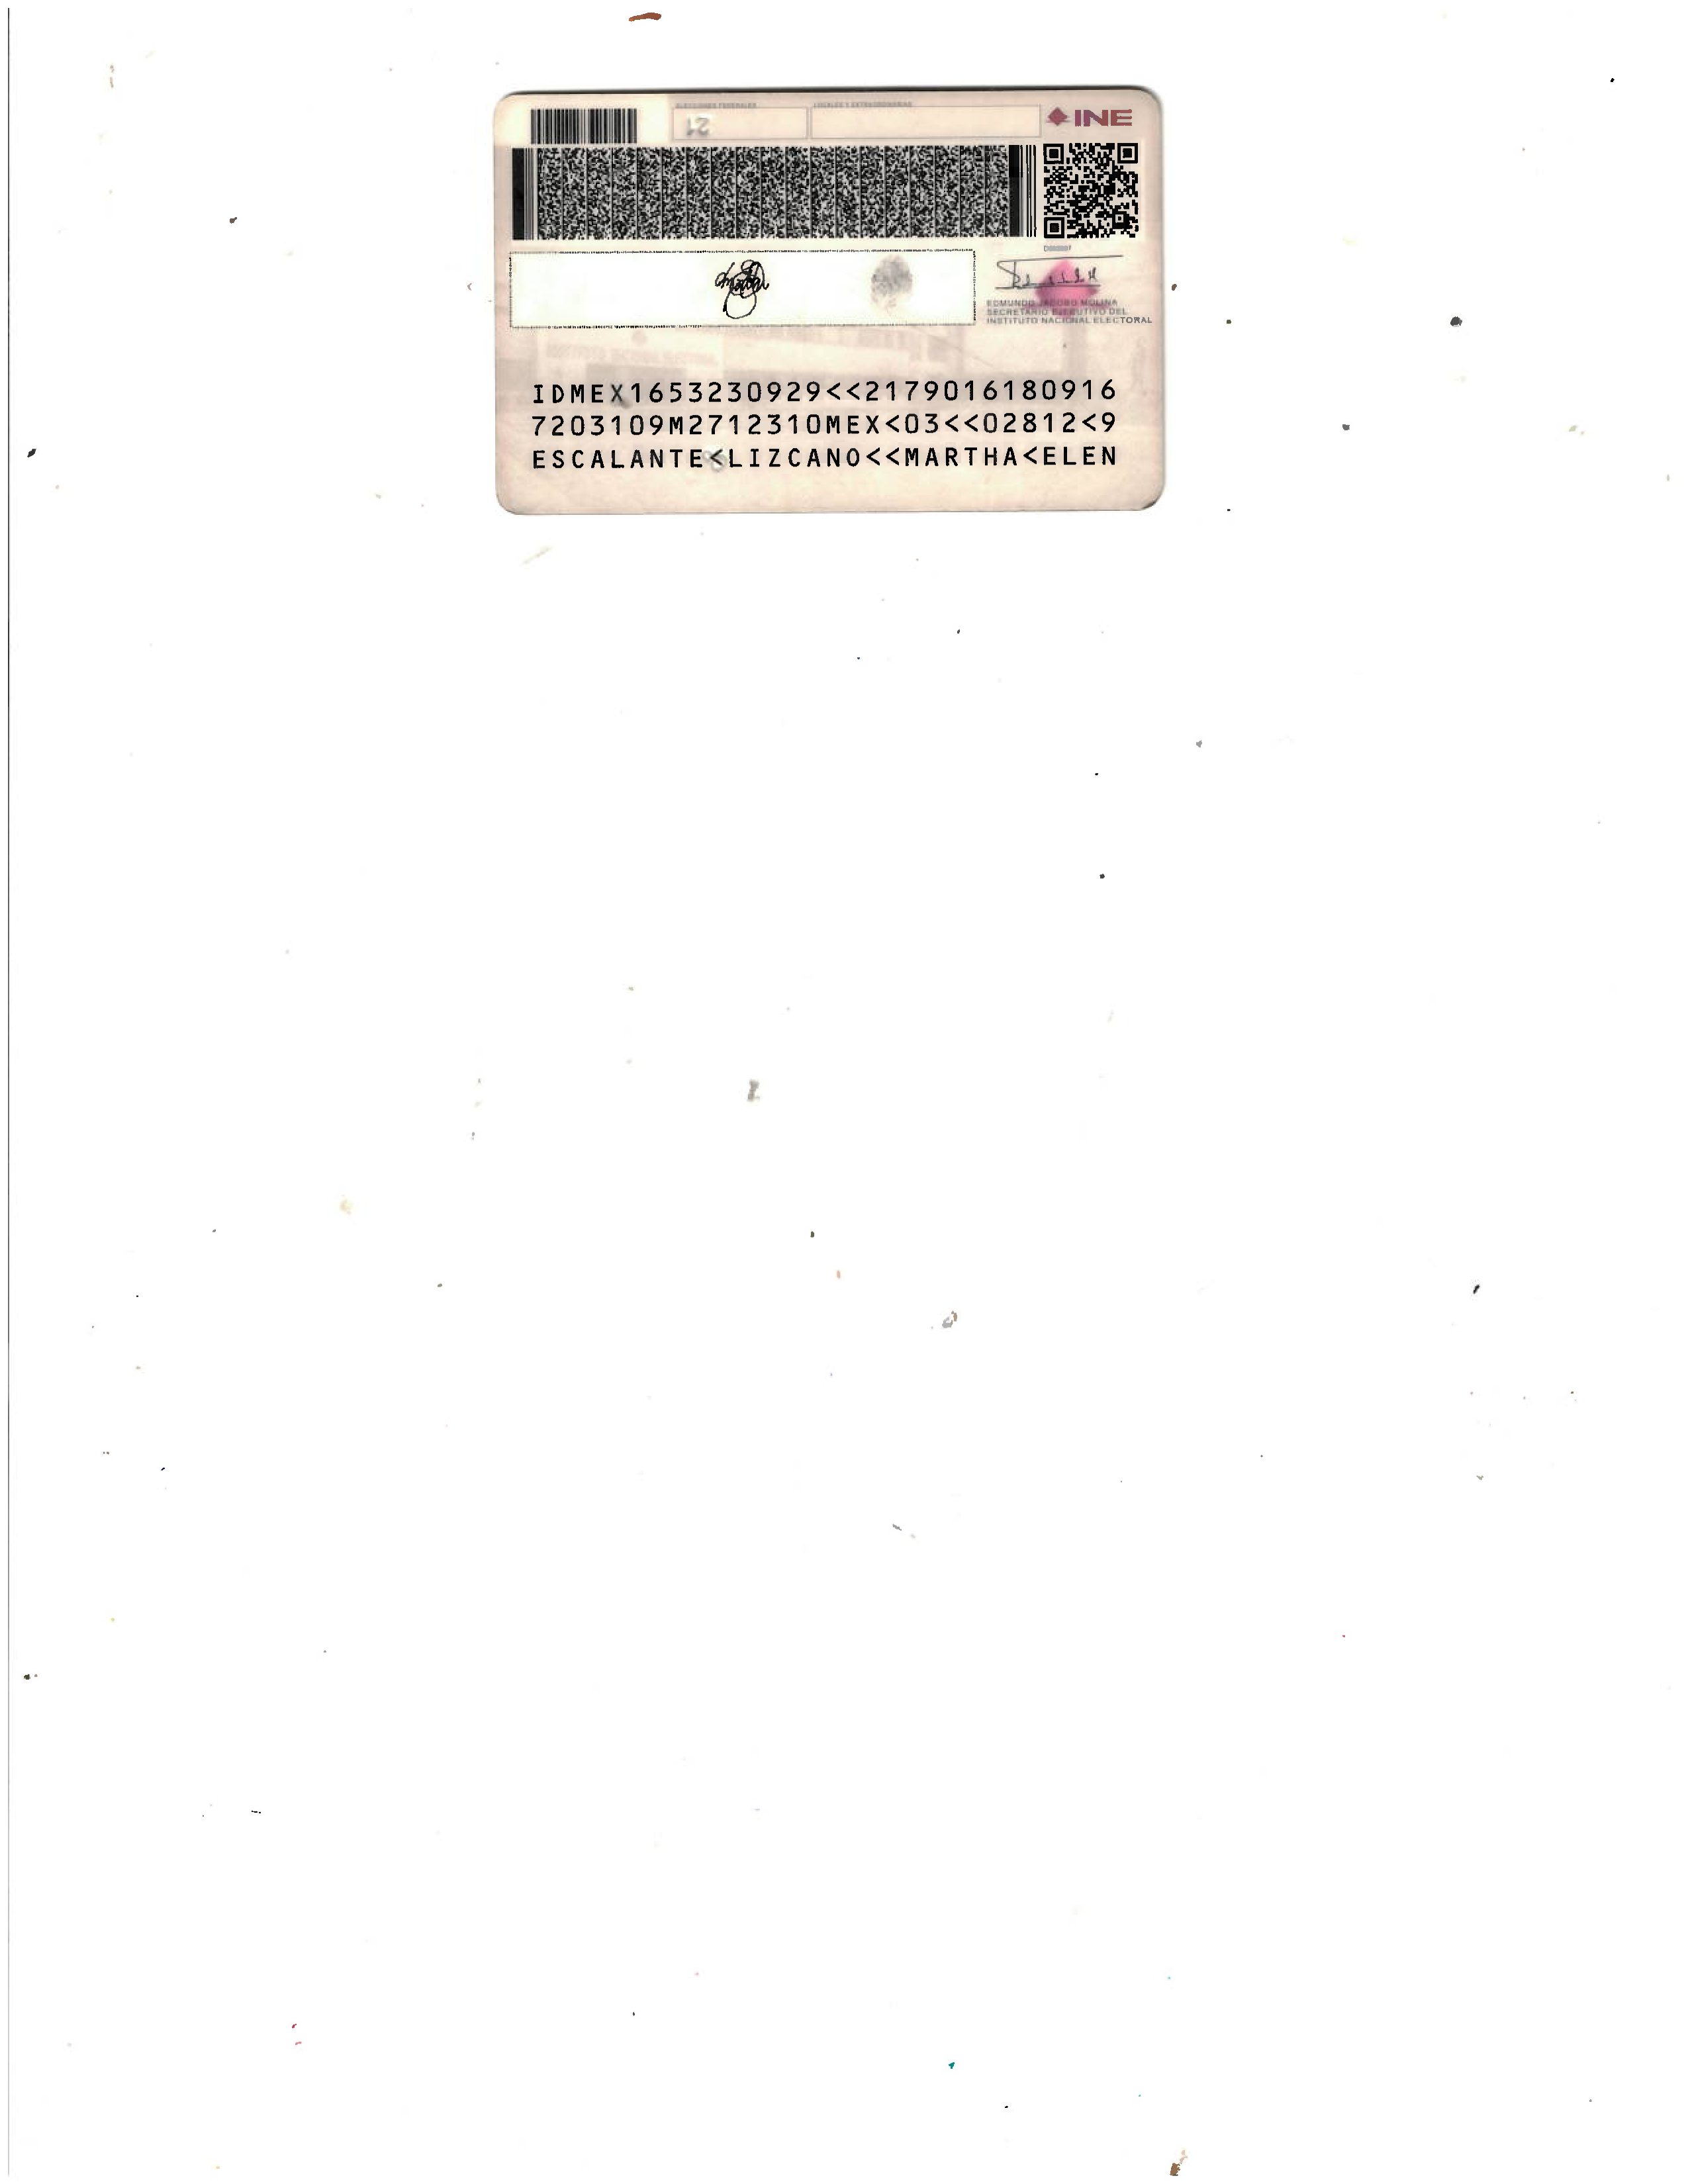 ELECCIONES FEDERALES
LOCALES Y EXTRAORDINARIAS
INE
21
EDMUNDO JACOBO MOLINA
SECRETARIO EJECUTIVO DEL
INSTITUTO NACIONAL ELECTORAL
IDMEX1653230929<<2179016180916
7203109M2712310MEX<03<<02812<9
ESCALANTE<LIZCANO<<MARTHA<ELEN